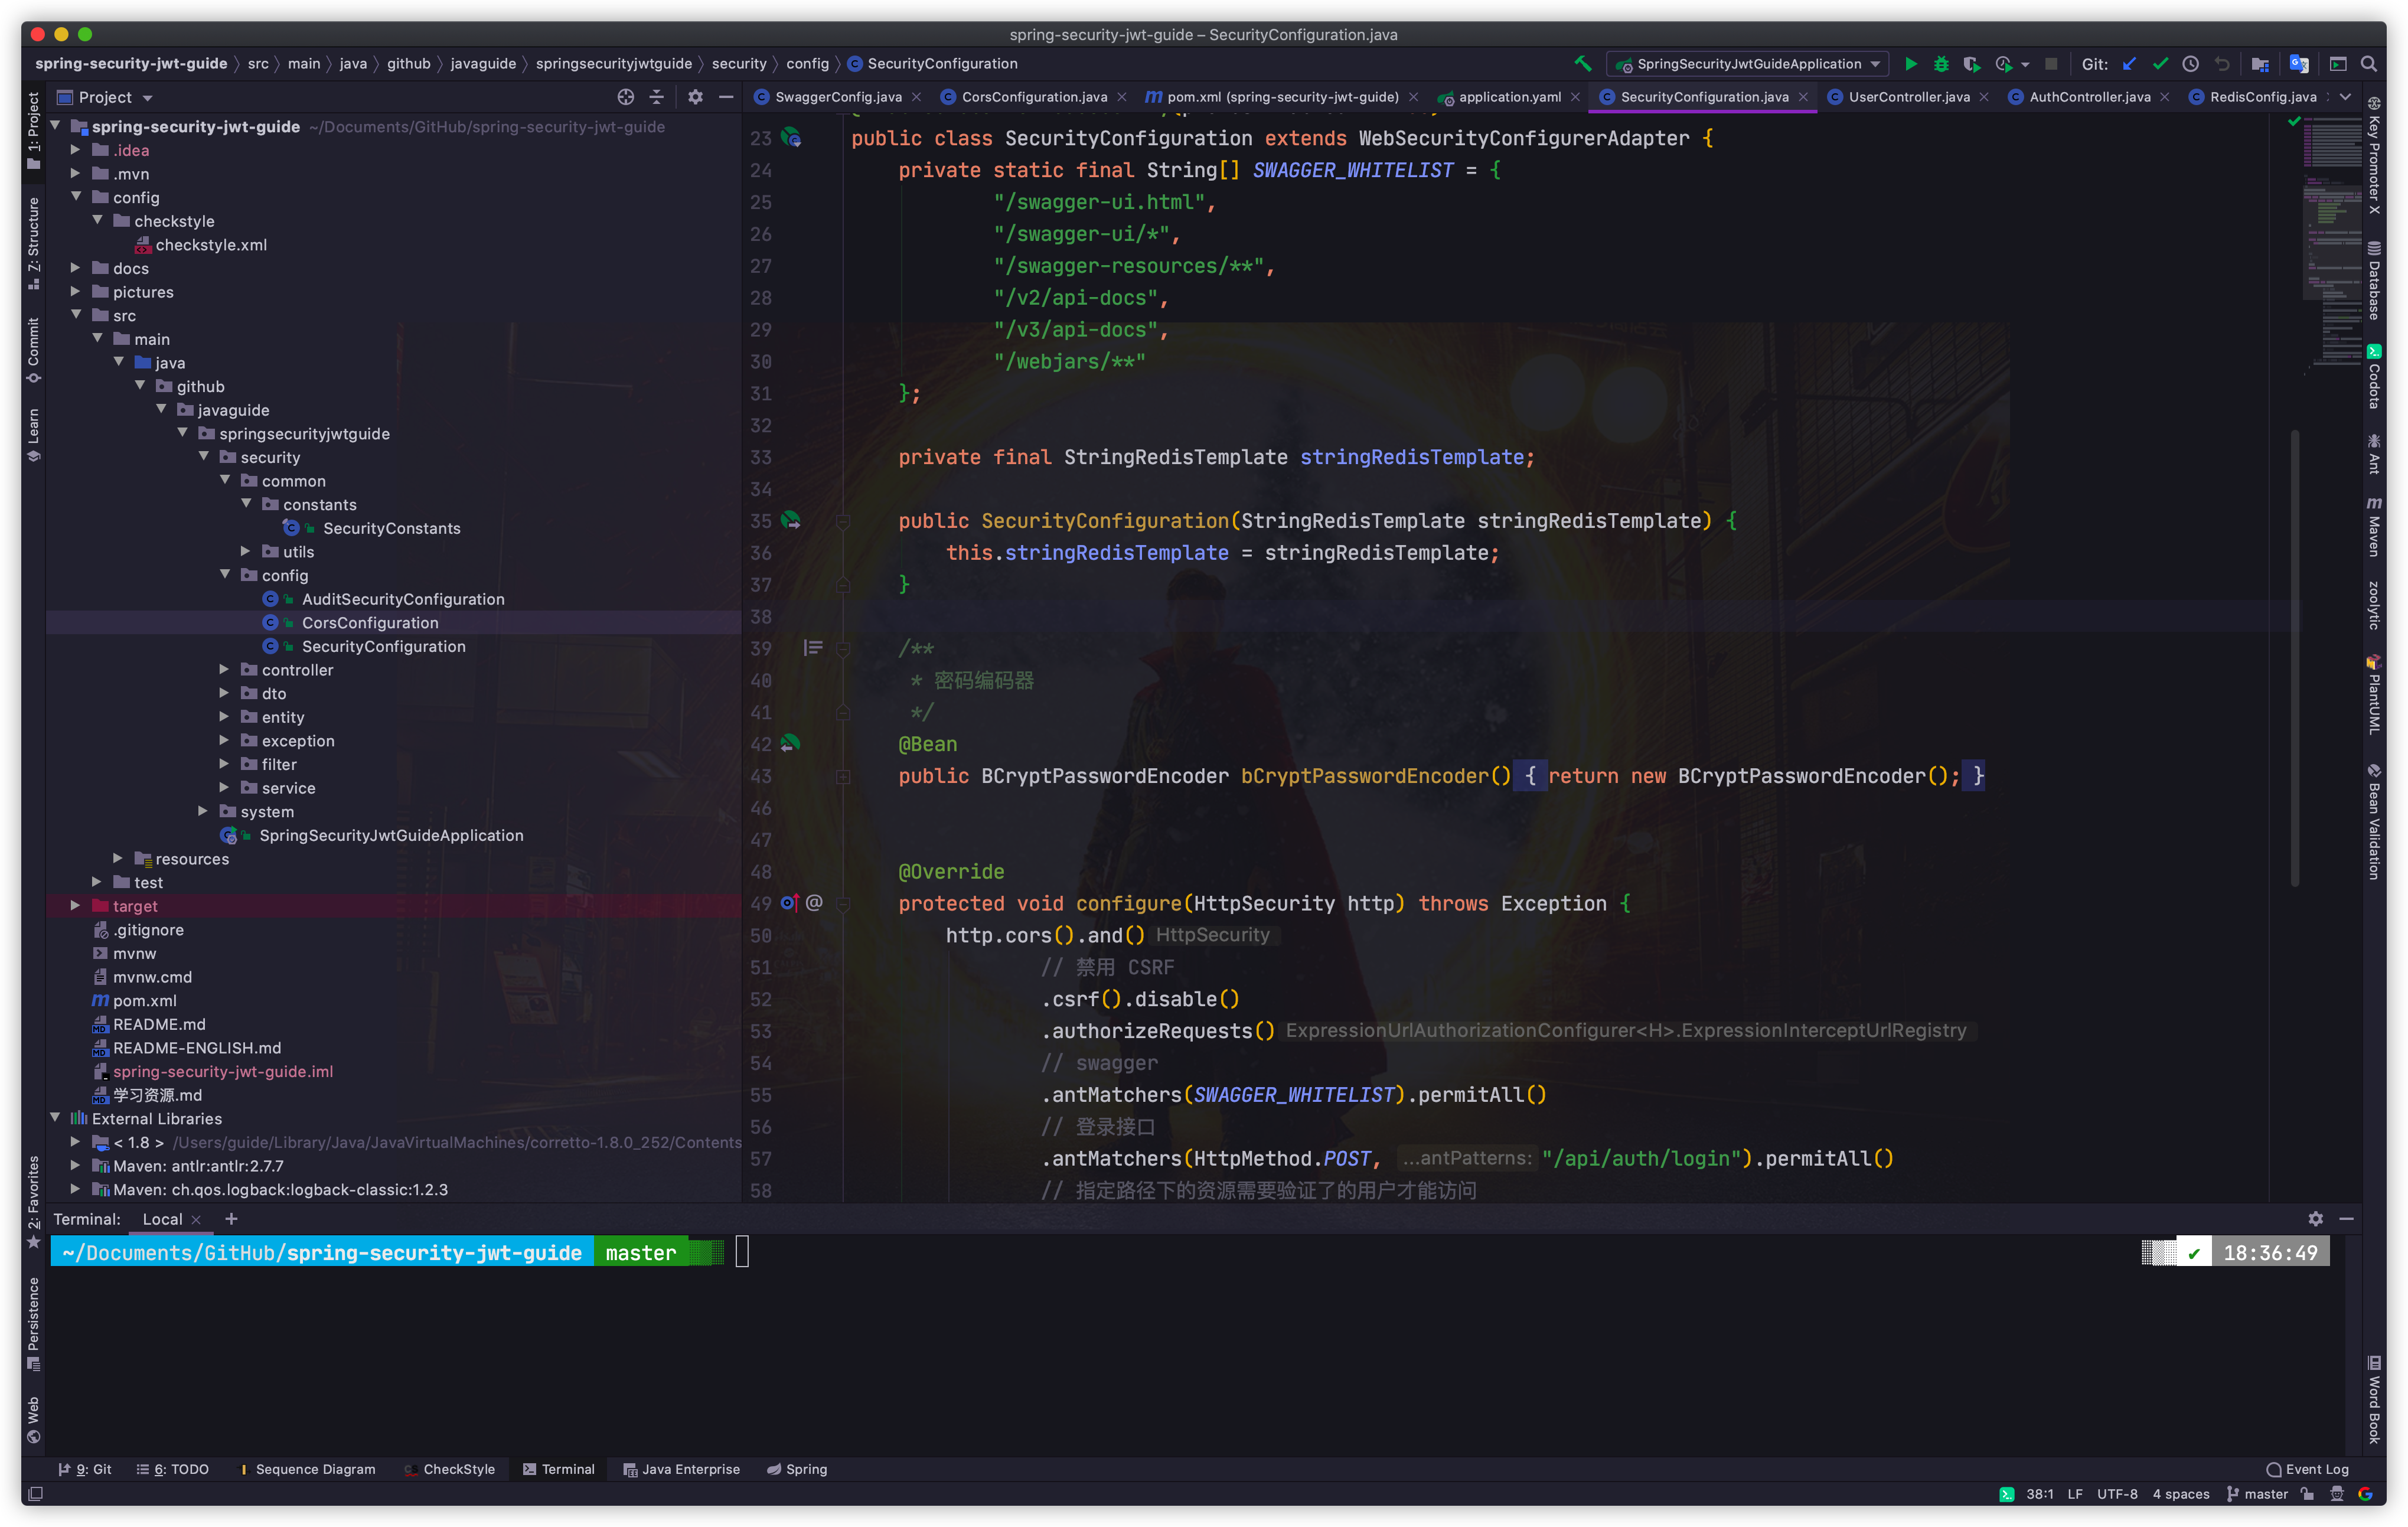 spring-security-jwt-guide – SecurityConfiguration.java
spring-security-jwt-guide src main java github javaguide springsecurityjwtguide security config SecurityConfiguration
SpringSecurityJwtGuideApplication
Git:
Project
SwaggerConfig.java
CorsConfiguration.java
pom.xml (spring-security-jwt-guide)
application.yaml
SecurityConfiguration.java
UserController.java
AuthController.java
RedisConfig.java
1: Project
Z: Structure
Commit
Learn
2: Favorites
Persistence
Web
spring-security-jwt-guide ~/Documents/GitHub/spring-security-jwt-guide
.idea
.mvn
config
checkstyle
checkstyle.xml
docs
pictures
src
main
java
github
javaguide
springsecurityjwtguide
security
common
constants
SecurityConstants
utils
config
AuditSecurityConfiguration
CorsConfiguration
SecurityConfiguration
controller
dto
entity
exception
filter
service
system
SpringSecurityJwtGuideApplication
resources
test
target
.gitignore
mvnw
mvnw.cmd
pom.xml
README.md
README-ENGLISH.md
spring-security-jwt-guide.iml
学习资源.md
External Libraries
< 1.8 > /Users/guide/Library/Java/JavaVirtualMachines/corretto-1.8.0_252/Contents
Maven: antlr:antlr:2.7.7
Maven: ch.qos.logback:logback-classic:1.2.3
23 public class SecurityConfiguration extends WebSecurityConfigurerAdapter {
24 private static final String[] SWAGGER_WHITELIST = {
25 "/swagger-ui.html",
26 "/swagger-ui/*",
27 "/swagger-resources/**",
28 "/v2/api-docs",
29 "/v3/api-docs",
30 "/webjars/**"
31 };
32
33 private final StringRedisTemplate stringRedisTemplate;
34
35 public SecurityConfiguration(StringRedisTemplate stringRedisTemplate) {
36 this.stringRedisTemplate = stringRedisTemplate;
37 }
38
39 /**
40 * 密码编码器
41 */
42 @Bean
43 public BCryptPasswordEncoder bCryptPasswordEncoder() { return new BCryptPasswordEncoder(); }
46
47
48 @Override
49 @ protected void configure(HttpSecurity http) throws Exception {
50 http.cors().and() HttpSecurity
51 // 禁用 CSRF
52 .csrf().disable()
53 .authorizeRequests() ExpressionUrlAuthorizationConfigurer<H>.ExpressionInterceptUrlRegistry
54 // swagger
55 .antMatchers(SWAGGER_WHITELIST).permitAll()
56 // 登录接口
57 .antMatchers(HttpMethod.POST, ...antPatterns: "/api/auth/login").permitAll()
58 // 指定路径下的资源需要验证了的用户才能访问
Key Promoter X
Database
Codota
Ant
Maven
zoolytic
PlantUML
Bean Validation
Word Book
Terminal: Local +
~/Documents/GitHub/spring-security-jwt-guide master
✔ 18:36:49
9: Git 6: TODO Sequence Diagram CheckStyle Terminal Java Enterprise Spring Event Log
38:1 LF UTF-8 4 spaces master